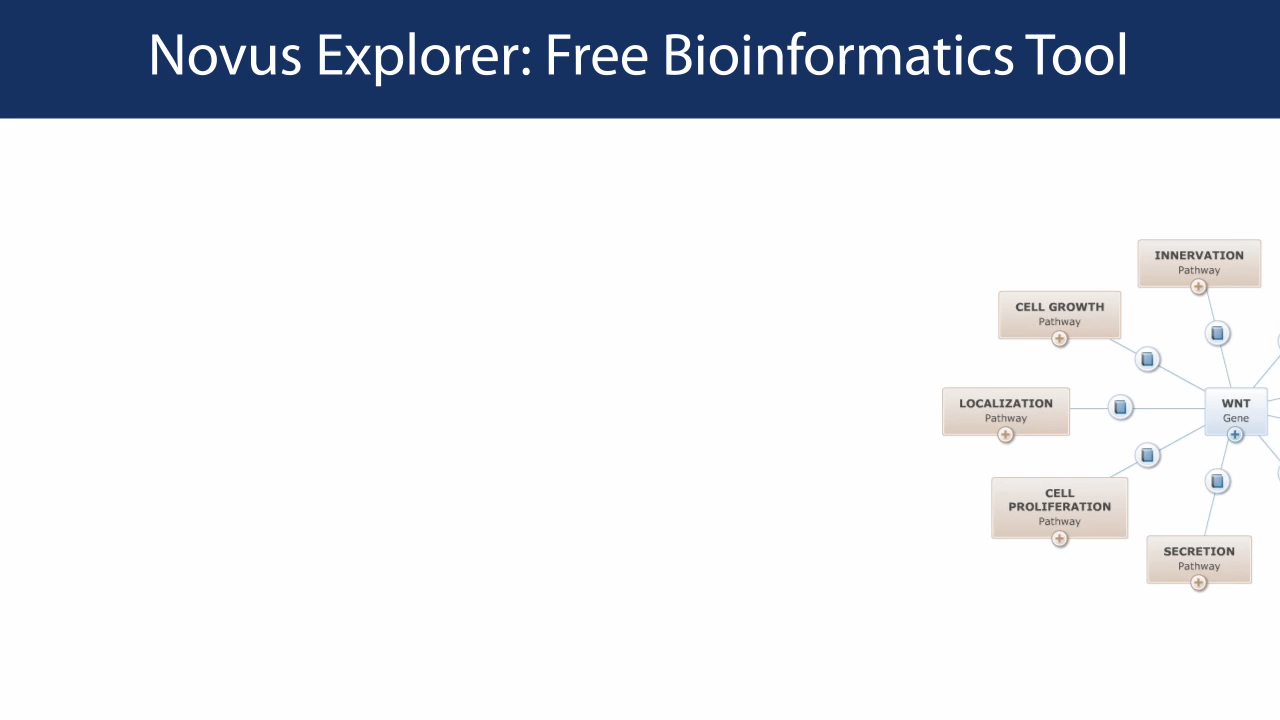 Novus Explorer: Free Bioinformatics Tool
INNERVATION
Pathway
CELL GROWTH
Pathway
LOCALIZATION
Pathway
WNT
Gene
CELL
PROLIFERATION
Pathway
SECRETION
Pathway